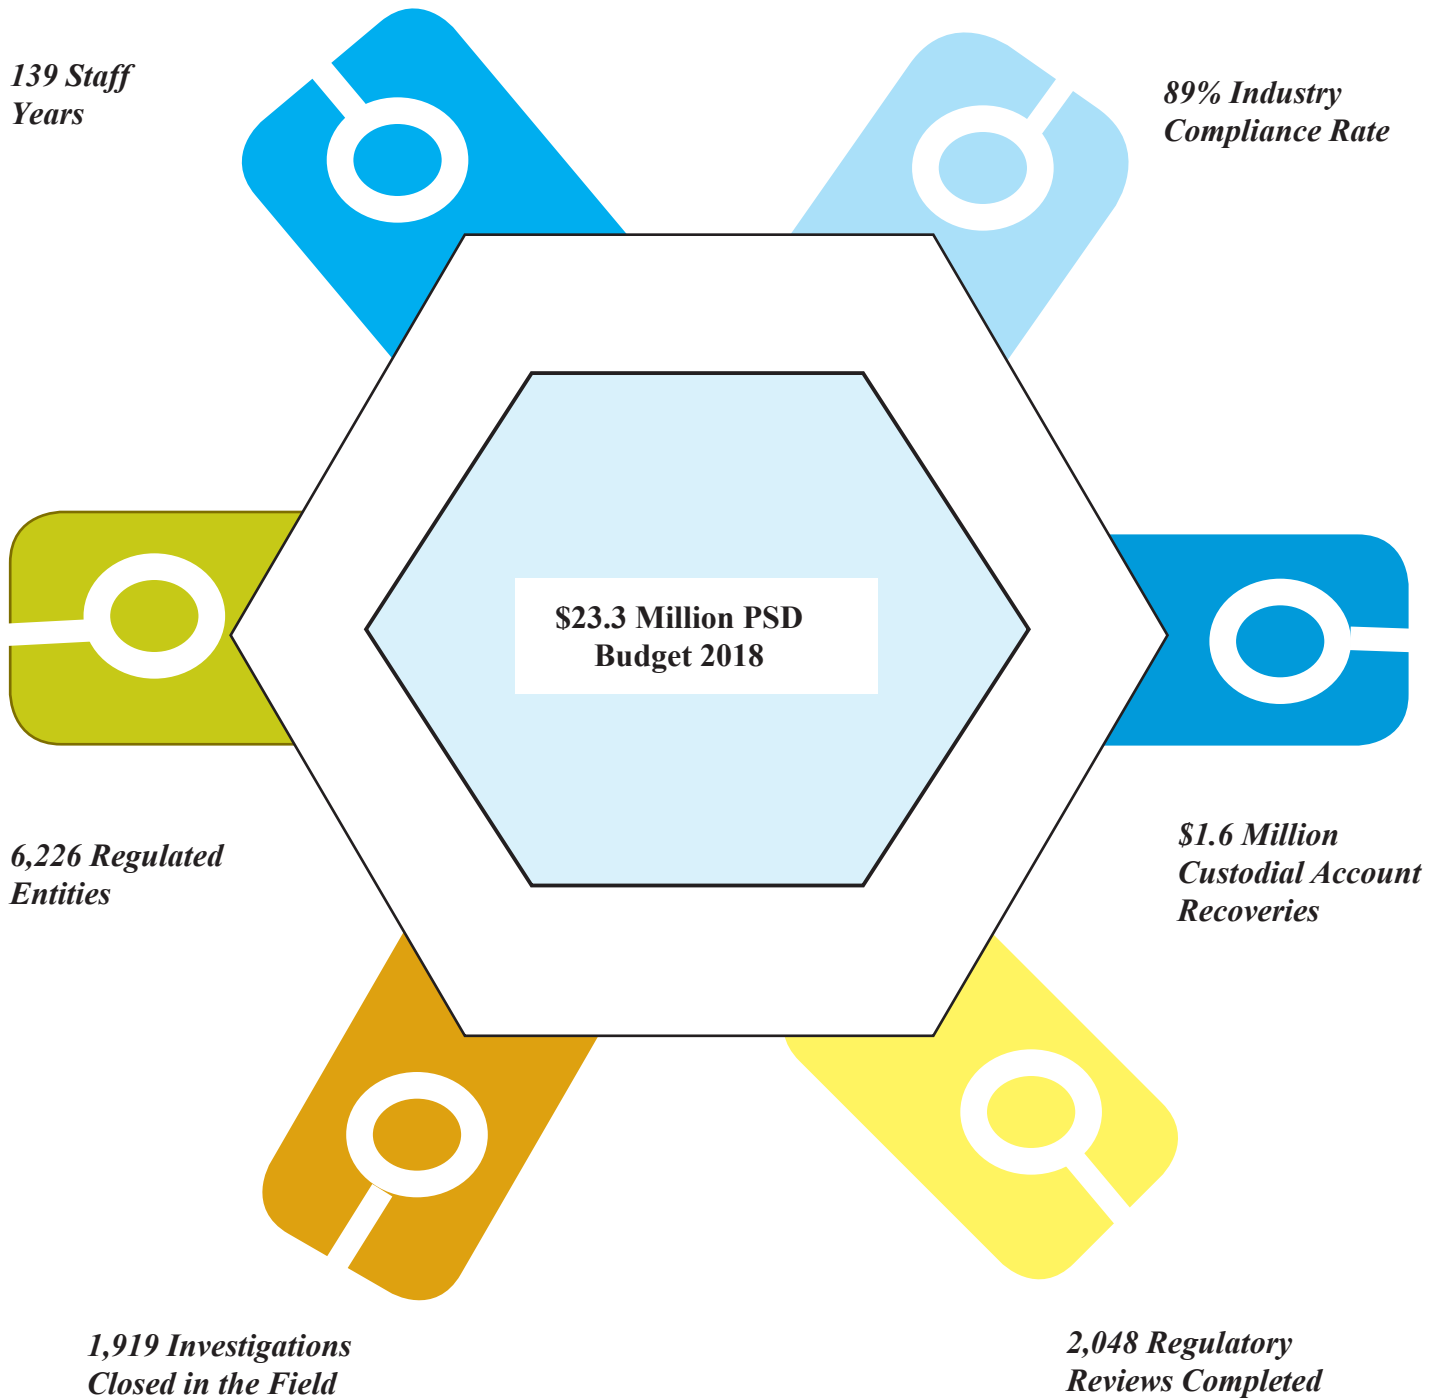 139 Staff
Years
89% Industry
Compliance Rate
$23.3 Million PSD
Budget 2018
6,226 Regulated
Entities
$1.6 Million
Custodial Account
Recoveries
1,919 Investigations
Closed in the Field
2,048 Regulatory
Reviews Completed